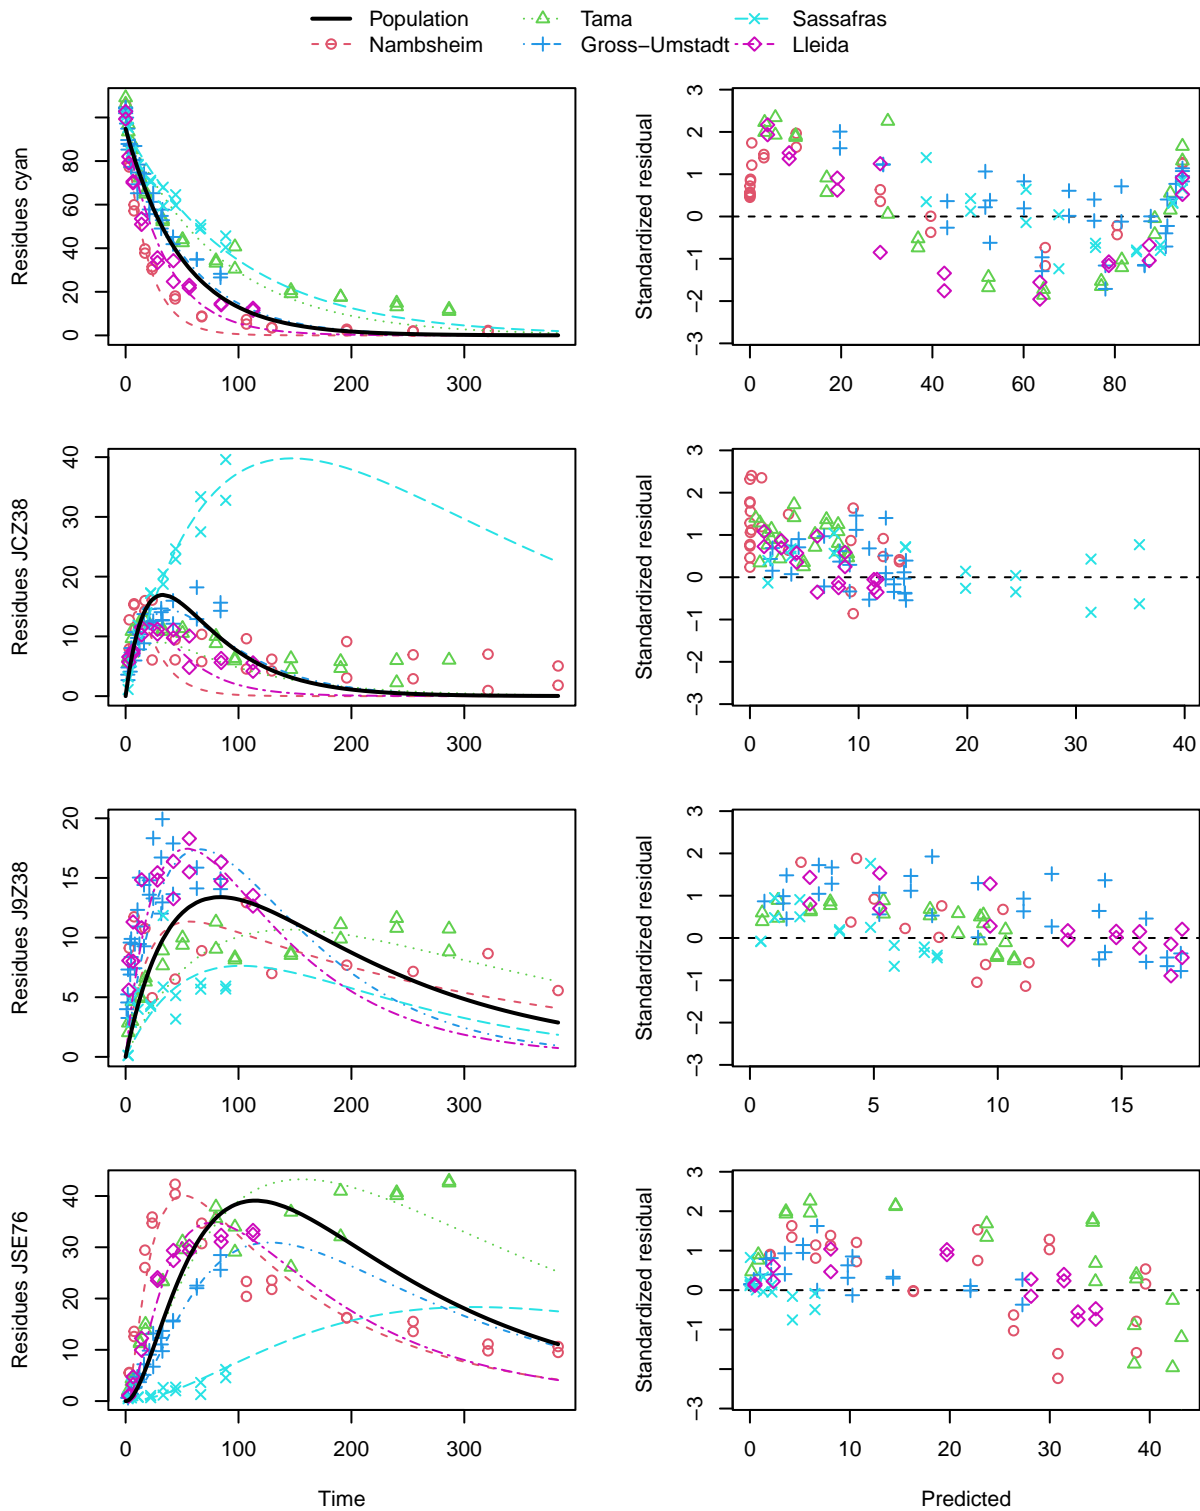 Population Tama Sassafras
Nambsheim Gross−Umstadt Lleida
Residues cyan
0 20 40 60 80
0 100 200 300
Standardized residual
−3 −2 −1 0 1 2 3
0 20 40 60 80
Residues JCZ38
0 10 20 30 40
0 100 200 300
Standardized residual
−3 −2 −1 0 1 2 3
0 10 20 30 40
Residues J9Z38
0 5 10 15 20
0 100 200 300
Standardized residual
−3 −2 −1 0 1 2 3
0 5 10 15
Residues JSE76
0 10 20 30 40
0 100 200 300
Time
Standardized residual
−3 −1 0 1 2 3
0 10 20 30 40
Predicted